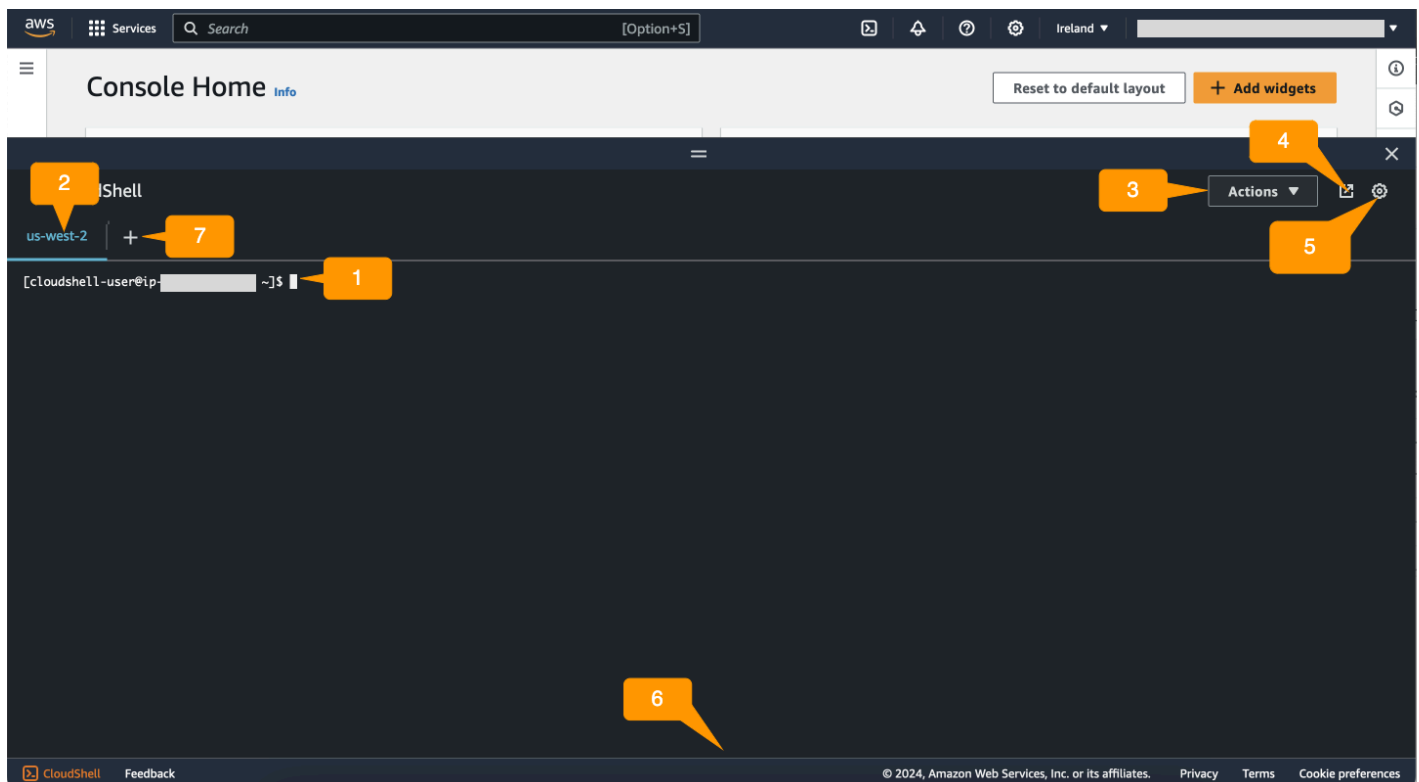 aws Services Search [Option+S] Ireland
Console Home Info Reset to default layout + Add widgets
4
2 dShell 3 Actions
us-west-2 + 7 5
[cloudshell-user@ip- ~]$ 1
6
CloudShell Feedback © 2024, Amazon Web Services, Inc. or its affiliates. Privacy Terms Cookie preferences